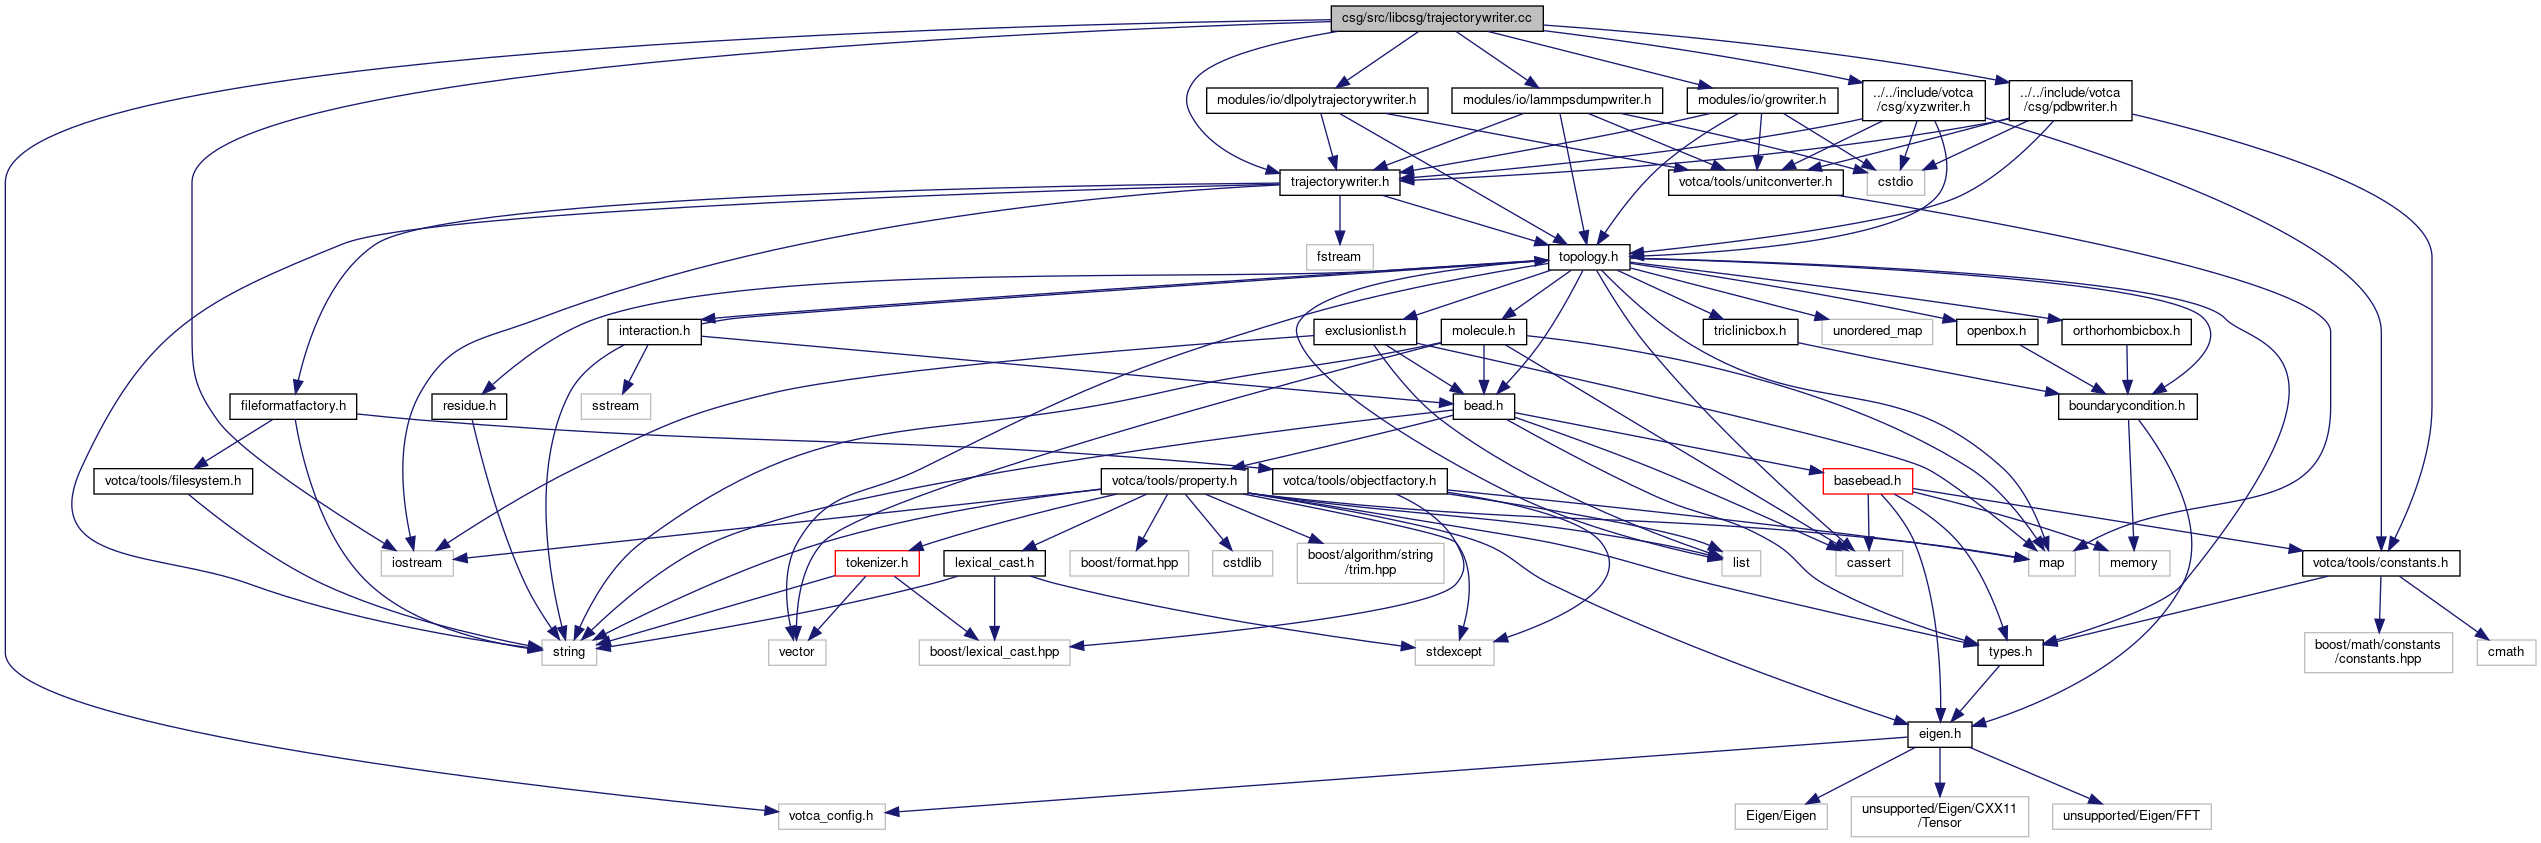 csg/src/libcsg/trajectorywriter.cc
modules/io/dlpolytrajectorywriter.h
modules/io/lammpsdumpwriter.h
modules/io/growriter.h
../../include/votca
/csg/xyzwriter.h
../../include/votca
/csg/pdbwriter.h
trajectorywriter.h
votca/tools/unitconverter.h
cstdio
fstream
topology.h
interaction.h
exclusionlist.h
molecule.h
triclinicbox.h
unordered_map
openbox.h
orthorhombicbox.h
sstream
fileformatfactory.h
residue.h
bead.h
boundarycondition.h
votca/tools/filesystem.h
votca/tools/property.h
votca/tools/objectfactory.h
basebead.h
iostream
tokenizer.h
lexical_cast.h
boost/format.hpp
cstdlib
boost/algorithm/string
/trim.hpp
list
cassert
map
memory
votca/tools/constants.h
string
vector
boost/lexical_cast.hpp
stdexcept
types.h
boost/math/constants
/constants.hpp
cmath
eigen.h
votca_config.h
Eigen/Eigen
unsupported/Eigen/CXX11
/Tensor
unsupported/Eigen/FFT